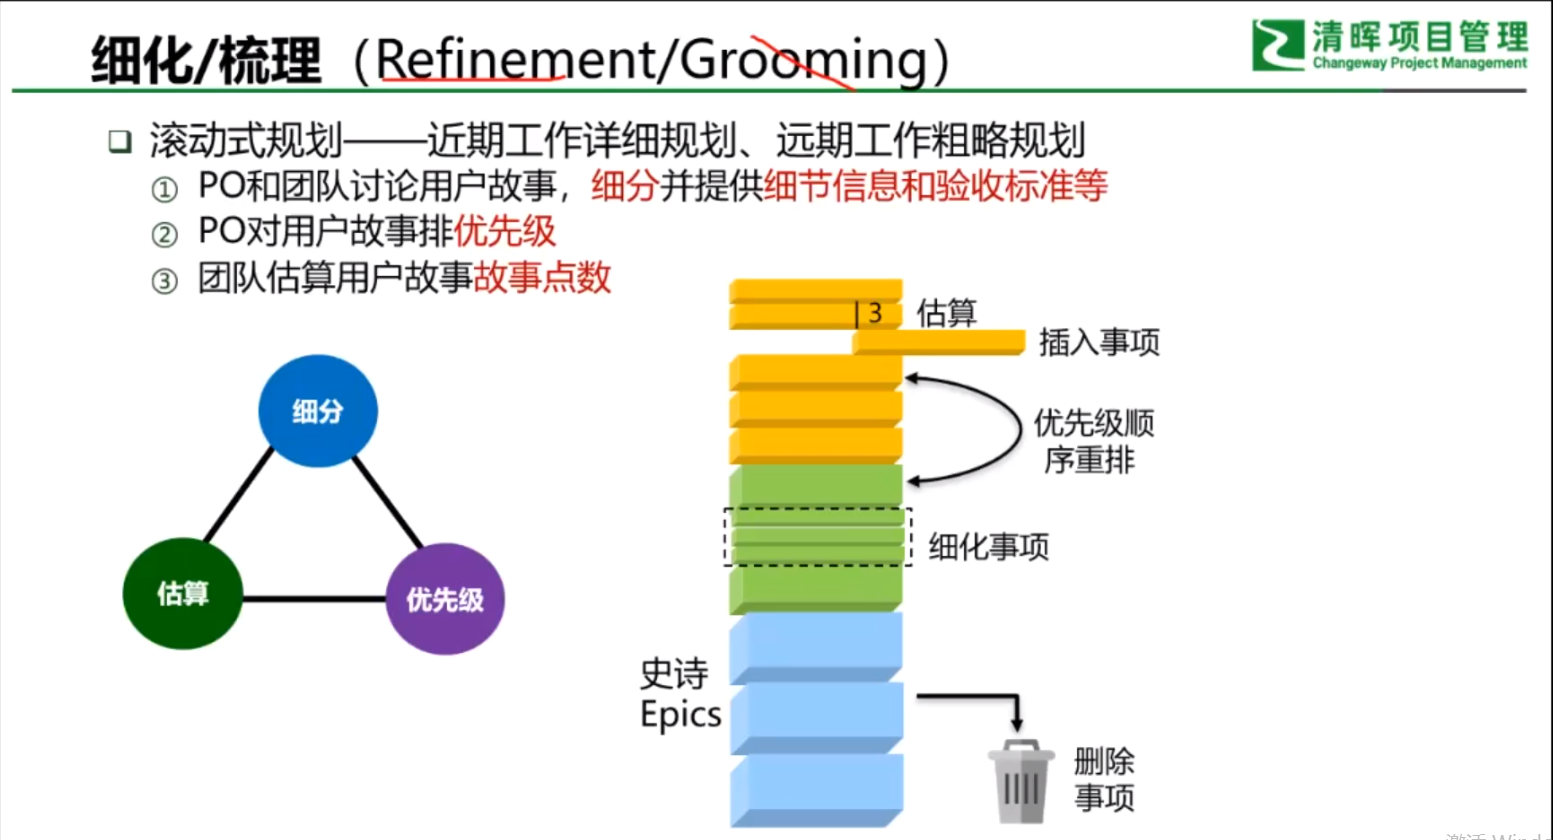 细化/梳理（Refinement/Grooming）
清晖项目管理
Changeway Project Management
❑ 滚动式规划——近期工作详细规划、远期工作粗略规划
① PO和团队讨论用户故事，细分并提供细节信息和验收标准等
② PO对用户故事排优先级
③ 团队估算用户故事故事点数
| 3 估算
插入事项
优先级顺
序重排
细化事项
细分
估算
优先级
史诗
Epics
删除
事项